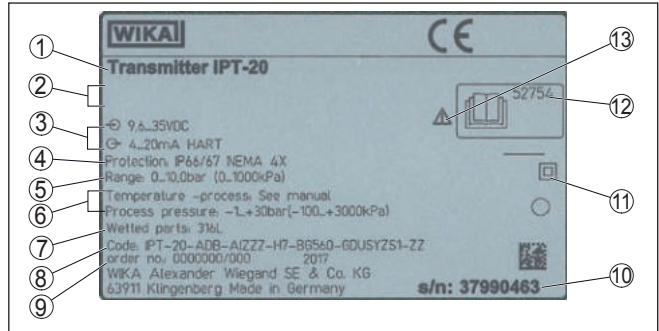 WIKAI
CE
Transmitter IPT-20
52754
9,6...35VDC
4...20mA HART
Protection: IP66/67 NEMA 4X
Range: 0...10,0bar (0...1000kPa)
Temperature -process: See manual
Process pressure: -1...+30bar(-100...+3000kPa)
Wetted parts: 316L
Code: IPT-20-ADB-AIZZZ-H7-BG560-GDUSYZS1-ZZ
order no.: 0000000/000 2017
WIKA Alexander Wiegand SE & Co. KG
63911 Klingenberg Made in Germany
s/n: 37990463
1
2
3
4
5
6
7
8
9
10
11
12
13